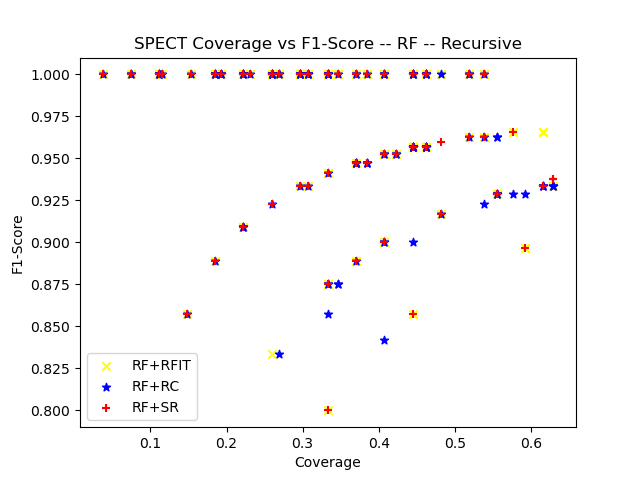 SPECT Coverage vs F1-Score -- RF -- Recursive
F1-Score
1.000
0.975
0.950
0.925
0.900
0.875
0.850
0.825
0.800
RF+RFIT
RF+RC
RF+SR
0.1 0.2 0.3 0.4 0.5 0.6
Coverage